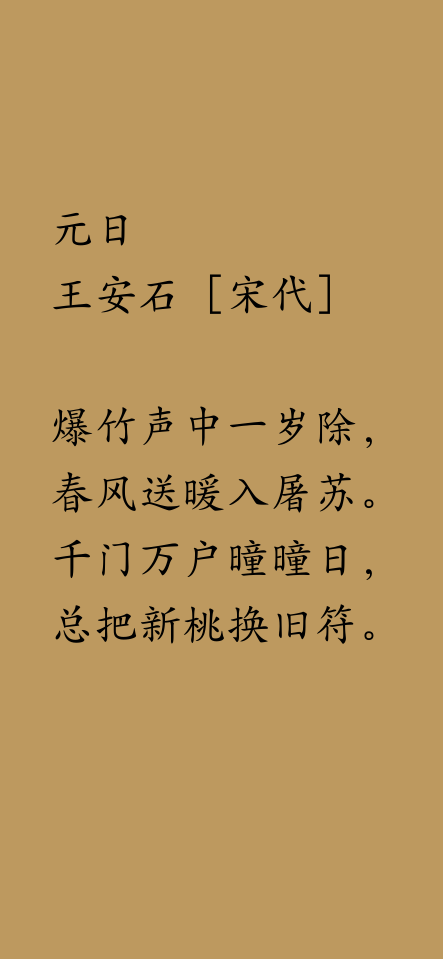 元日
王安石［宋代］
爆竹声中一岁除，
春风送暖入屠苏。
千门万户曈曈日，
总把新桃换旧符。